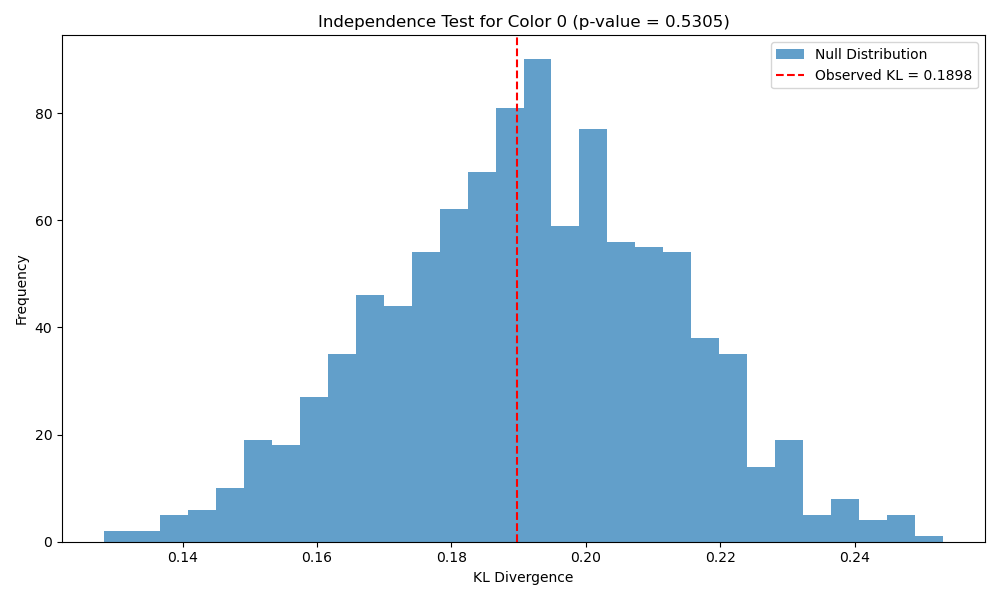 Independence Test for Color 0 (p-value = 0.5305)
Null Distribution
Observed KL = 0.1898
80
60
40
20
0
Frequency
0.14 0.16 0.18 0.20 0.22 0.24
KL Divergence